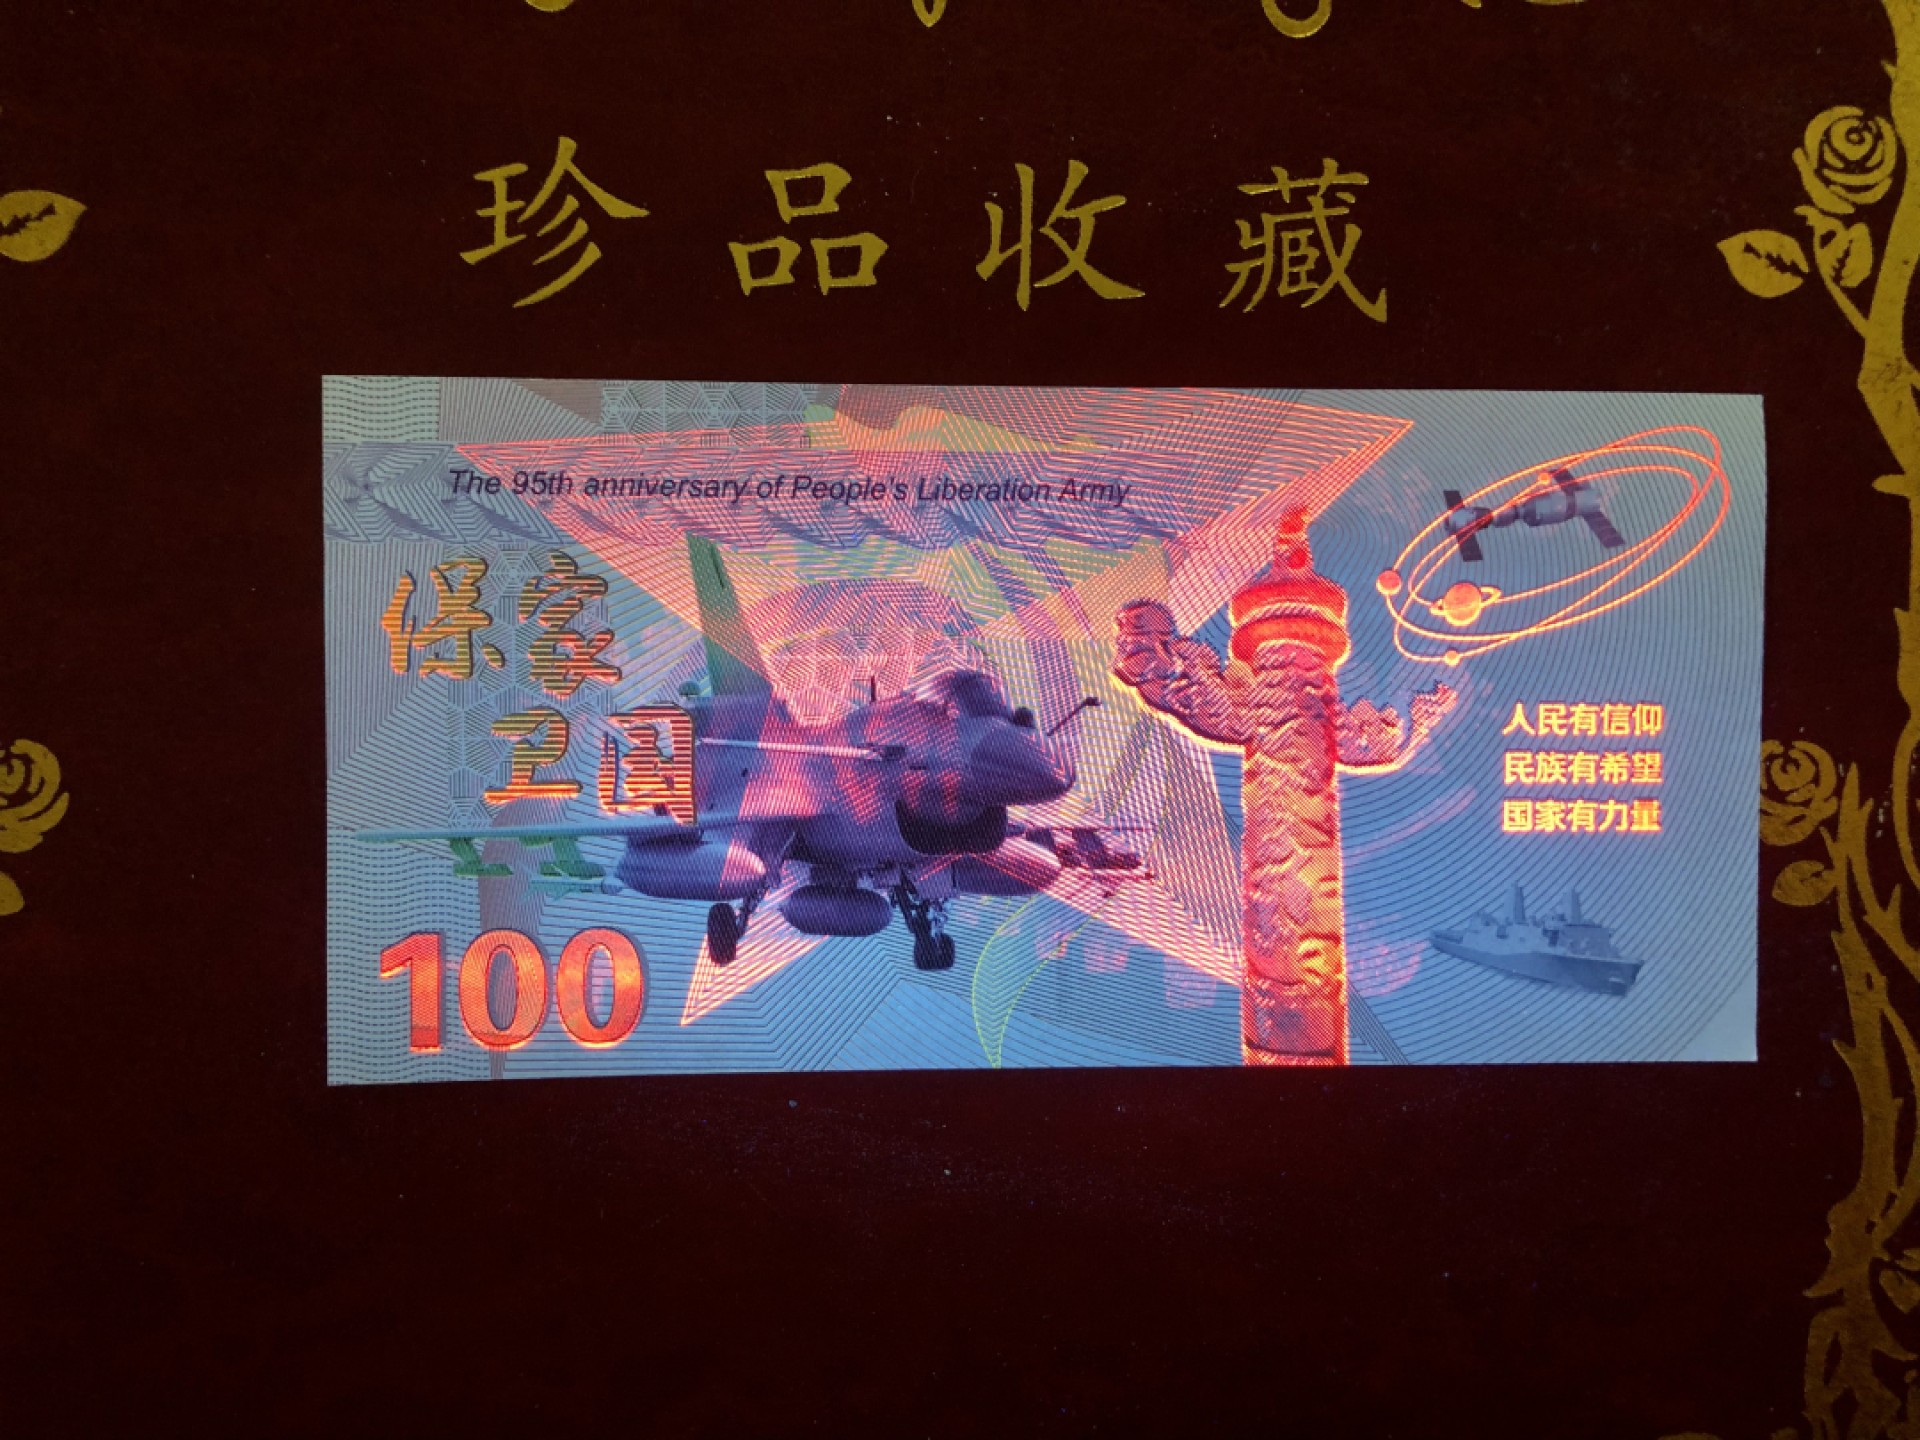 珍品收藏
The 95th anniversary of People's Liberation Army
保家
卫国
人民有信仰
民族有希望
国家有力量
100